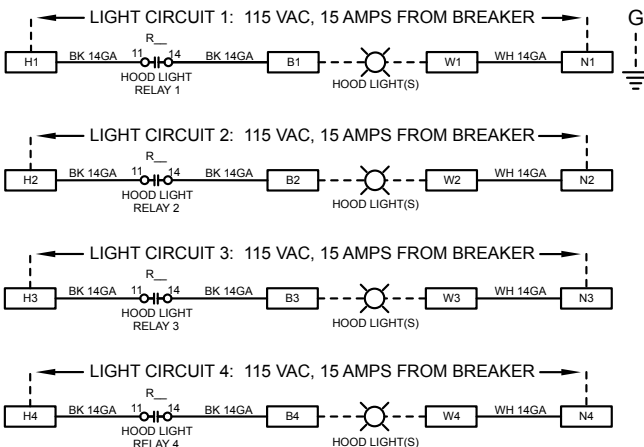 LIGHT CIRCUIT 1: 115 VAC, 15 AMPS FROM BREAKER
G
R__
H1 BK 14GA 11 14 BK 14GA B1 W1 WH 14GA N1
HOOD LIGHT
RELAY 1
HOOD LIGHT(S)
LIGHT CIRCUIT 2: 115 VAC, 15 AMPS FROM BREAKER
R__
H2 BK 14GA 11 14 BK 14GA B2 W2 WH 14GA N2
HOOD LIGHT
RELAY 2
HOOD LIGHT(S)
LIGHT CIRCUIT 3: 115 VAC, 15 AMPS FROM BREAKER
R__
H3 BK 14GA 11 14 BK 14GA B3 W3 WH 14GA N3
HOOD LIGHT
RELAY 3
HOOD LIGHT(S)
LIGHT CIRCUIT 4: 115 VAC, 15 AMPS FROM BREAKER
R__
H4 BK 14GA 11 14 BK 14GA B4 W4 WH 14GA N4
HOOD LIGHT
RELAY 4
HOOD LIGHT(S)